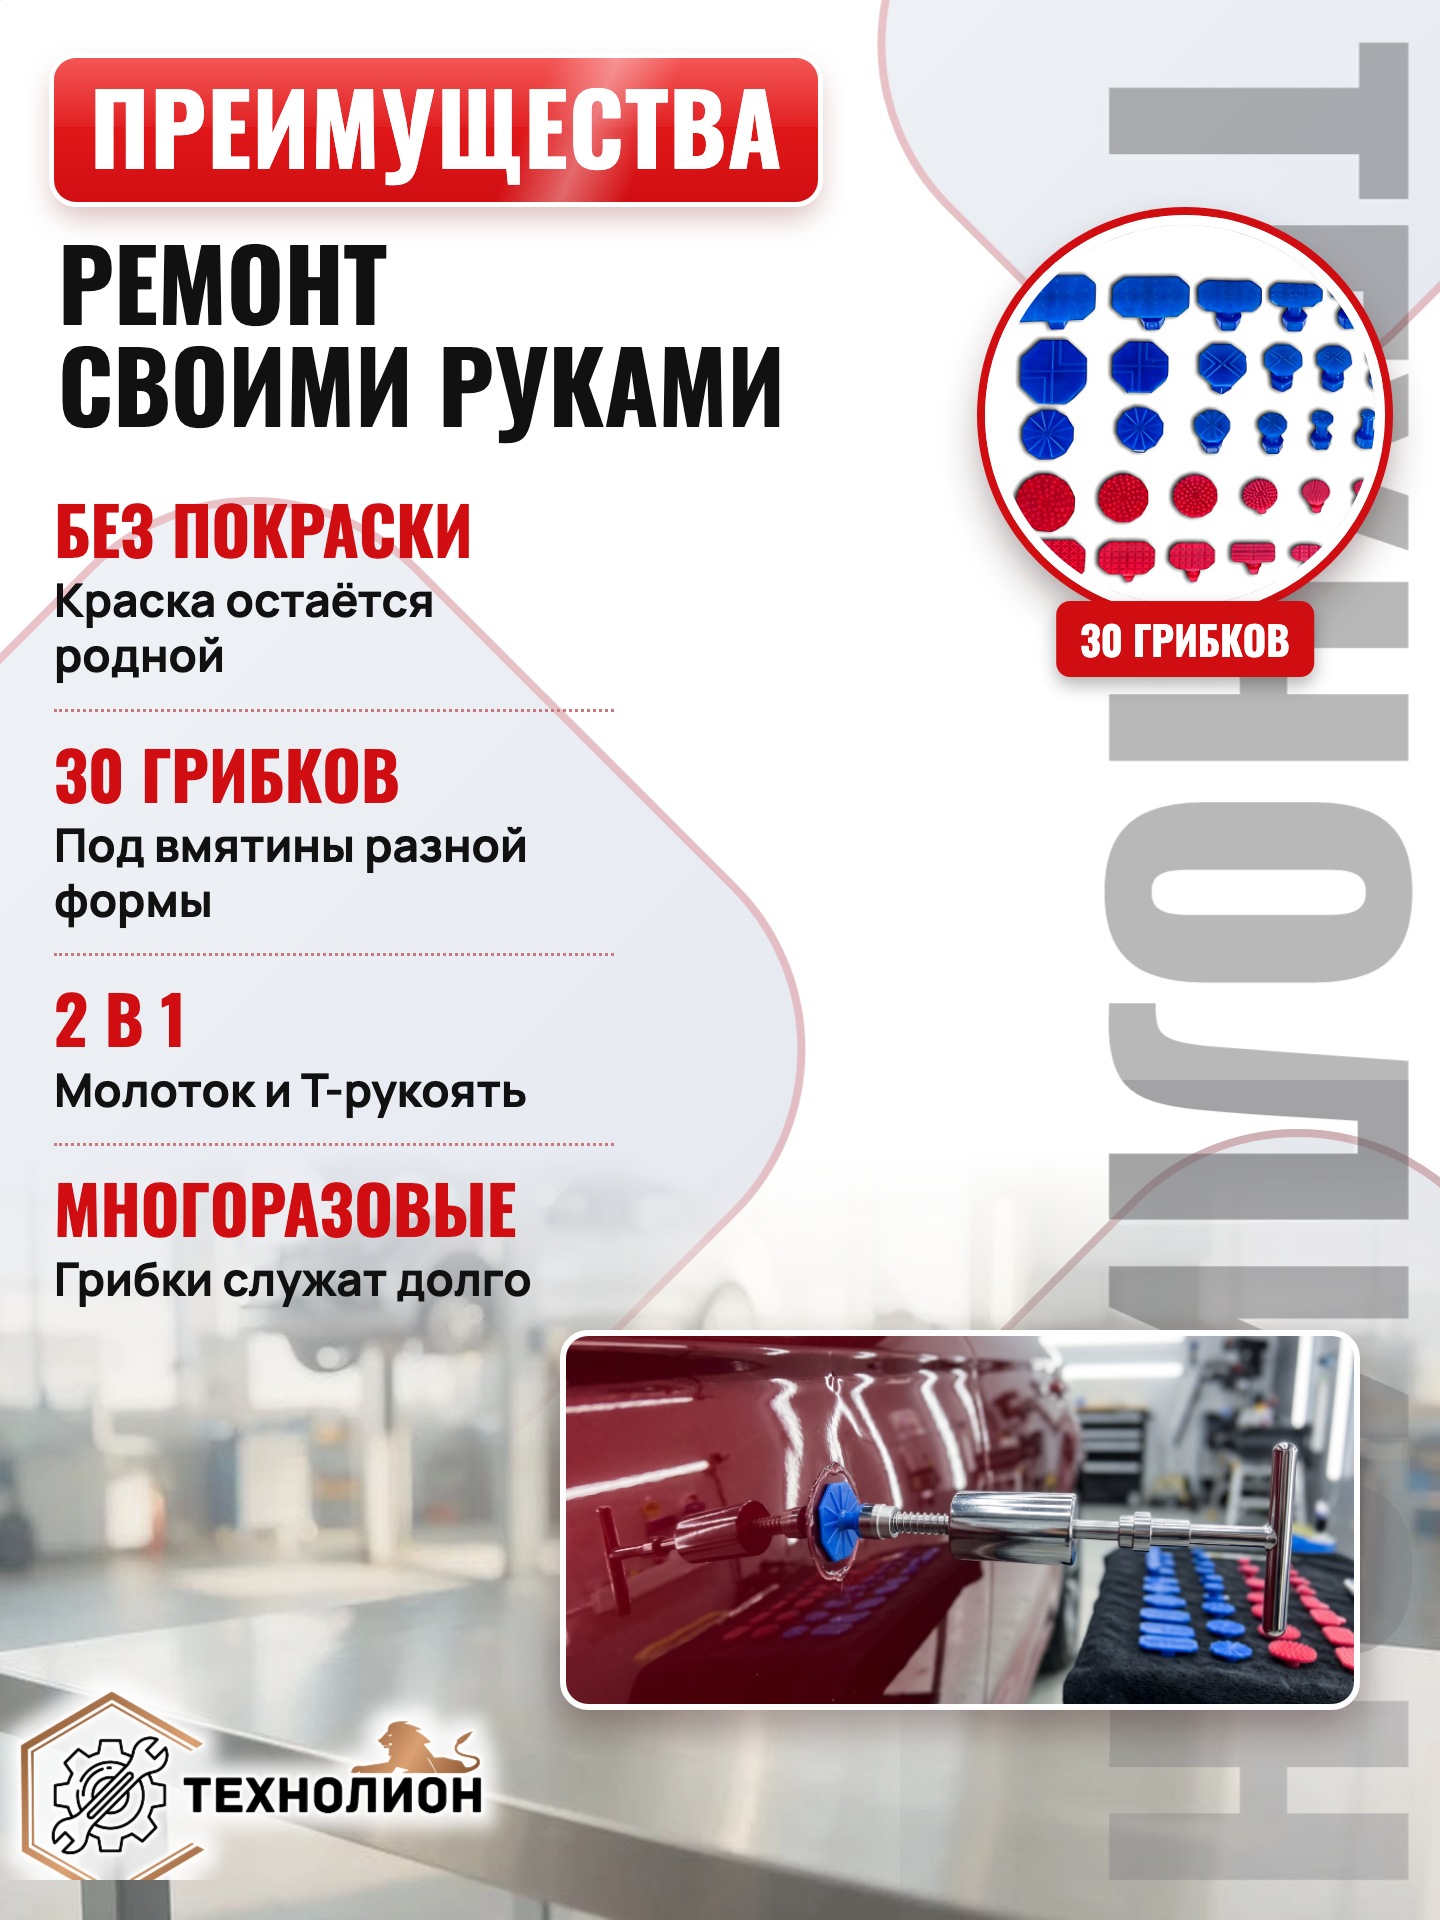 ПРЕИМУЩЕСТВА
РЕМОНТ
СВОИМИ РУКАМИ
БЕЗ ПОКРАСКИ
Краска остаётся
родной
30 ГРИБКОВ
Под вмятины разной
формы
2 В 1
Молоток и Т-рукоять
МНОГОРАЗОВЫЕ
Грибки служат долго
30 ГРИБКОВ
ТЕХНОЛИОН